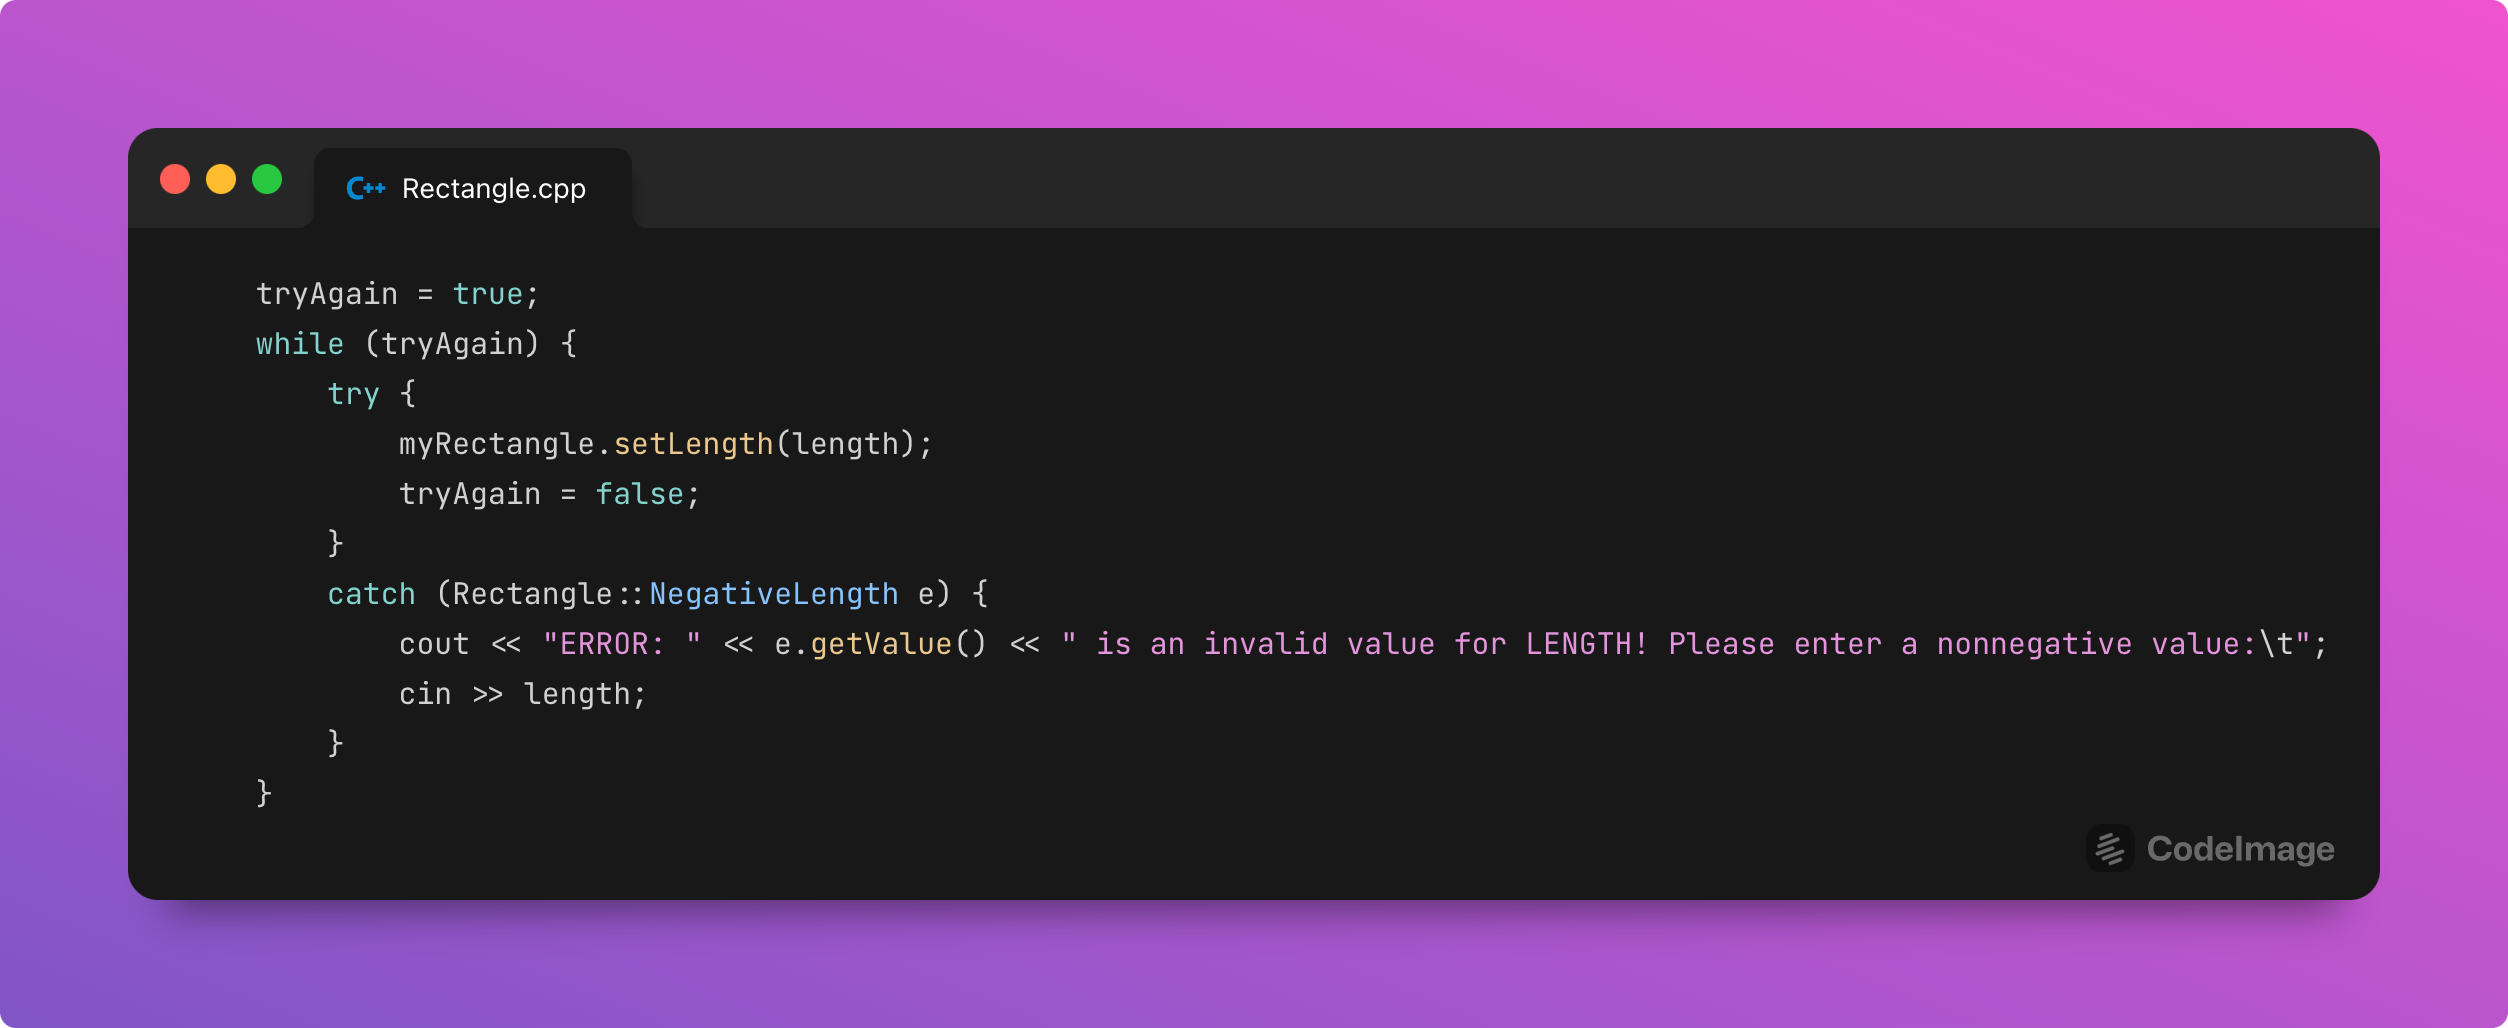 C++ Rectangle.cpp
tryAgain = true;
while (tryAgain) {
    try {
        myRectangle.setLength(length);
        tryAgain = false;
    }
    catch (Rectangle::NegativeLength e) {
        cout << "ERROR: " << e.getValue() << " is an invalid value for LENGTH! Please enter a nonnegative value:\t";
        cin >> length;
    }
}
CodeImage